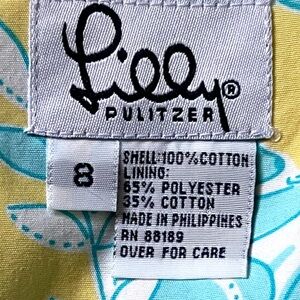 Lilly®
PULITZER
8
SHELL:100%COTTON
LINING:
65% POLYESTER
35% COTTON
MADE IN PHILIPPINES
RN 88189
OVER FOR CARE